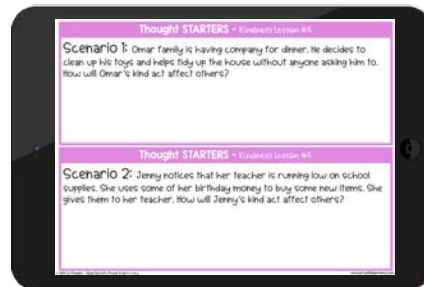 Thought STARTERS - Kindness Lesson #4
Scenario 1: Omar family is having company for dinner. He decides to
clean up his toys and helps tidy up the house without anyone asking him to.
How will Omar's kind act affect others?
Thought STARTERS - Kindness Lesson #4
Scenario 2: Jenny notices that her teacher is running low on school
supplies. She uses some of her birthday money to buy some new items. She
gives them to her teacher. How will Jenny's kind act affect others?